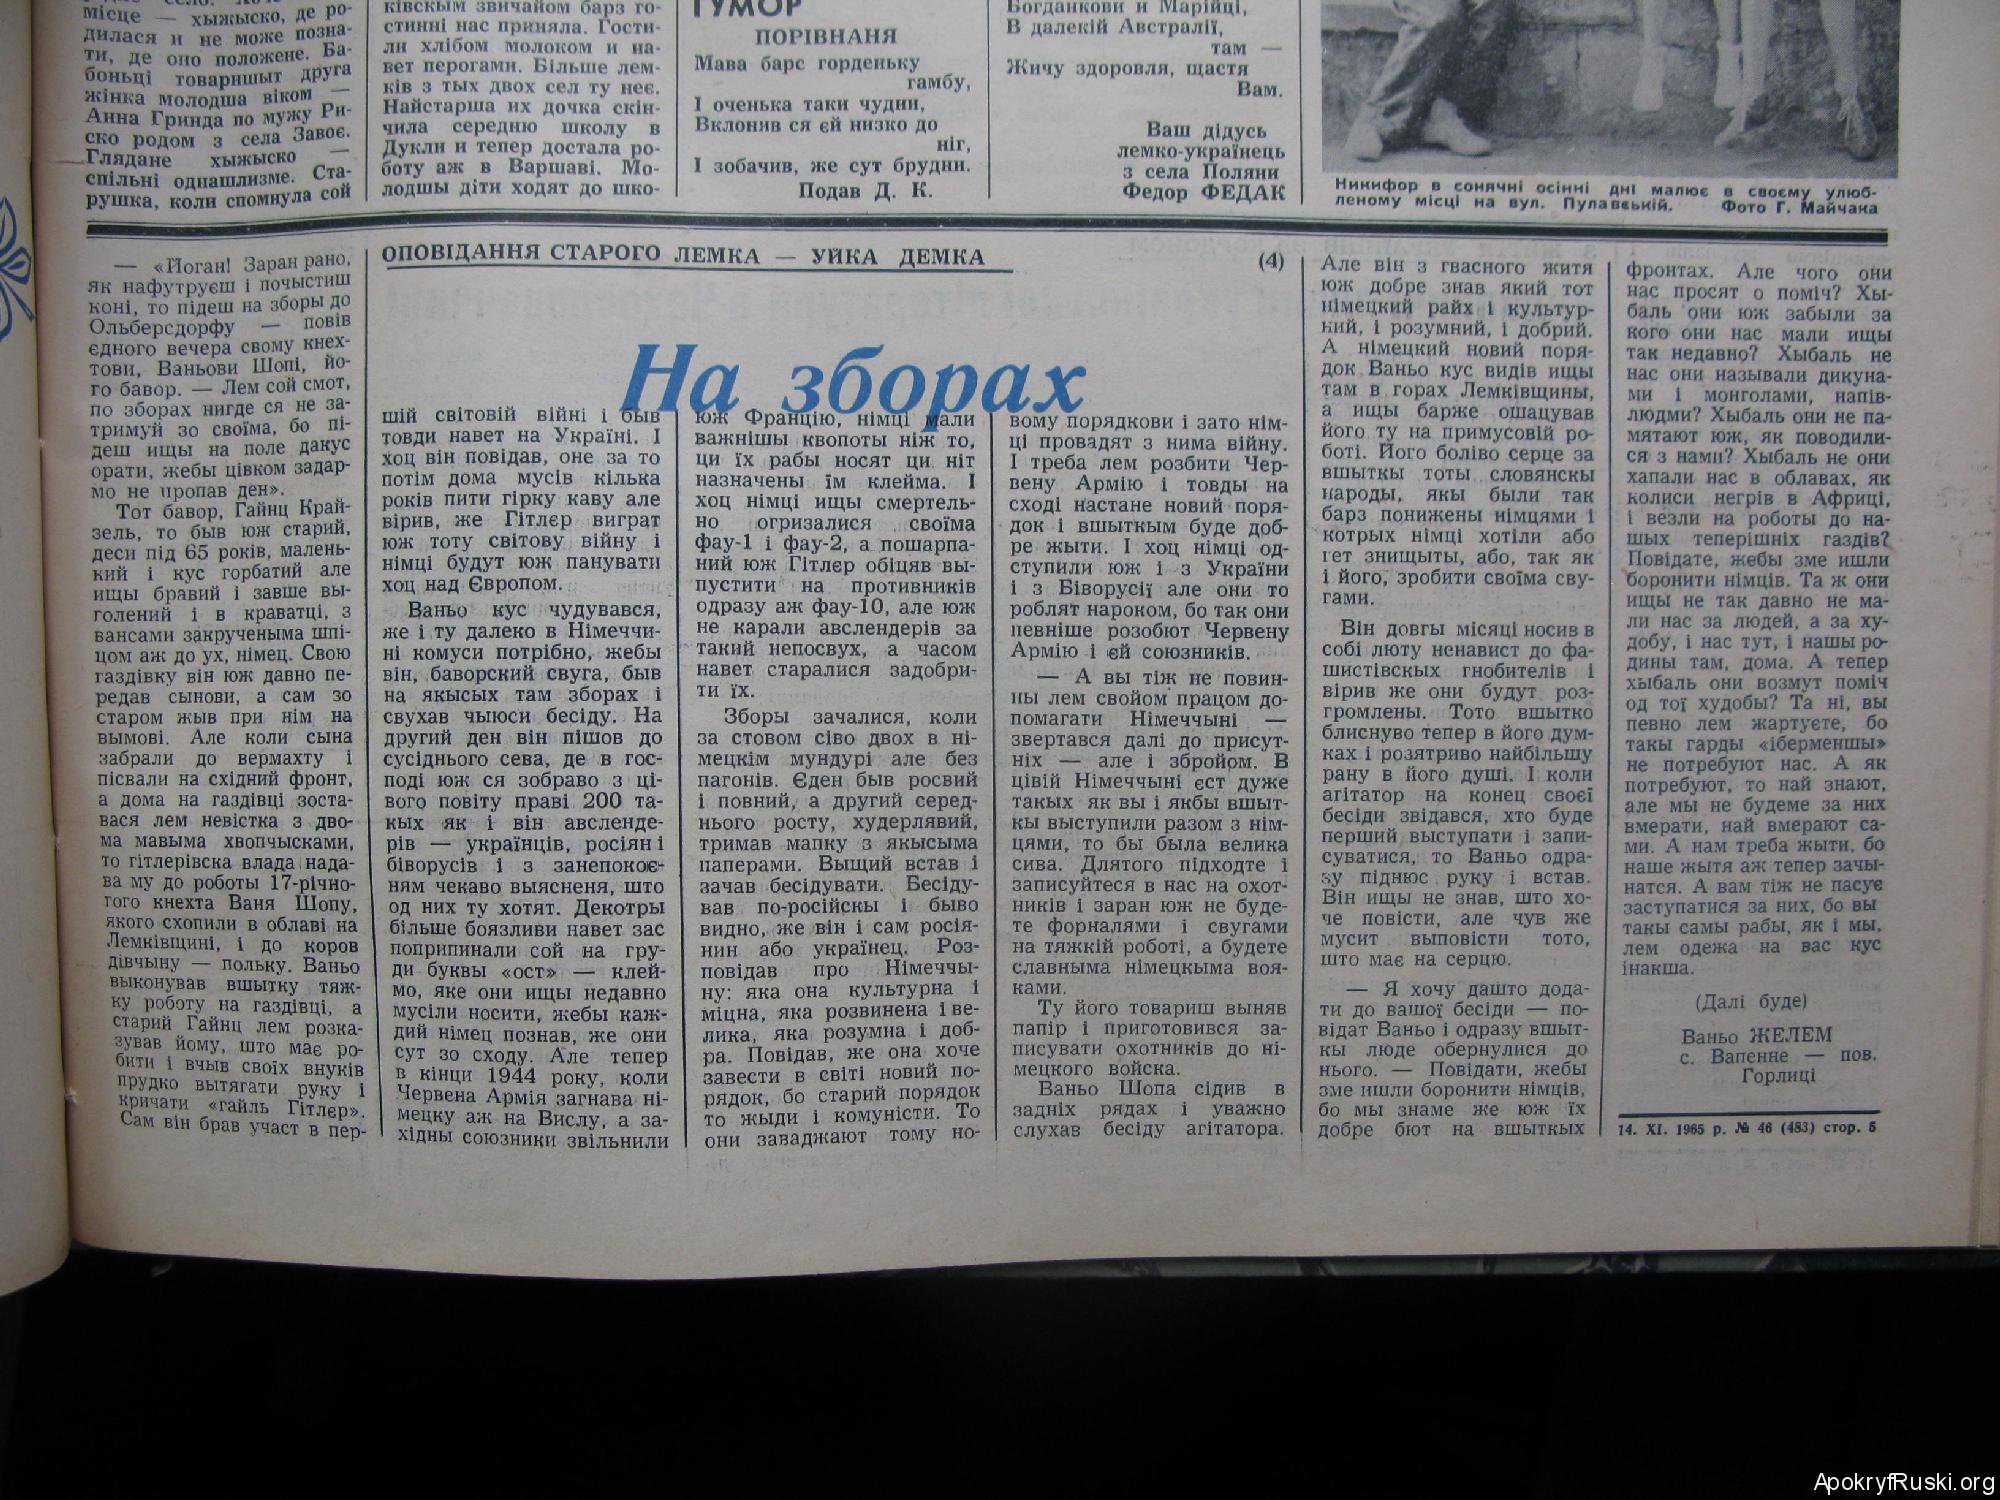 місце — хыжыско, де ро-
дилася и не може позна-
ти, де оно положене. Ба-
боньці товаришыт друга
жінка молодша віком —
Анна Гринда по мужу Ри-
ско родом з села Завоє.
Глядане хыжыско —
спільні однашлизме. Ста-
рушка, коли спомнула сой
ківскым звичайом барз го-
стинні нас приняла. Гости-
ли хлібом молоком и на-
вет перогами. Більше лем-
ків з тых двох сел ту неє.
Найстарша их дочка скін-
чила середню школу в
Дукли и тепер достала ро-
боту аж в Варшаві. Мо-
лодшы діти ходят до шко-
ГУМОР
ПОРІВНАНЯ
Мава барс горденьку
гамбу,
І оченька таки чудни,
Вклонив ся єй низко до
ніг,
І зобачив, же сут брудни.
Подав Д. К.
Богданкови и Марійці,
В далекій Австралії,
там —
Жичу здоровля, щастя
Вам.
Ваш дідусь
лемко-українець
з села Поляни
Федор ФЕДАК
Никифор в сонячні осінні дні малює в своєму улюб-
леному місці на вул. Пулавській. Фото Г. Майчака
ОПОВІДАННЯ СТАРОГО ЛЕМКА — УЙКА ДЕМКА
(4)
На зборах
— «Йоган! Заран рано,
як нафутруєш і почыстиш
коні, то підеш на зборы до
Ольберсдорфу — повів
єдного вечера свому кнех-
тови, Ваньови Шопі, йо-
го бавор. — Лем сой смот,
по зборах нигде ся не за-
тримуй зо своїма, бо пі-
деш ищы на поле дакус
орати, жебы цівком задар-
мо не пропав ден».
Тот бавор, Гайнц Край-
зель, то быв юж старий,
деси під 65 років, малень-
кий і кус горбатий але
ищы бравий і завше вы-
голений і в краватці, з
вансами закрученыма шпі-
цом аж до ух, німец. Свою
газдівку він юж давно пе-
редав сынови, а сам зо
старом жыв при нім на
вымові. Але коли сына
забрали до вермахту і
пісвали на східний фронт,
а дома на газдівці зоста-
вася лем невістка з дво-
ма мавыма хвопчысками,
то гітлерівска влада нада-
ва му до роботы 17-річно-
гого кнехта Ваня Шопу,
якого схопили в облаві на
Лемківщині, і до коров
дівчыну — польку. Ваньо
выконував вшытку тяж-
ку роботу на газдівці, а
старий Гайнц лем розка-
зував йому, што має ро-
бити і вчыв своїх внуків
прудко вытягати руку і
кричати «гайль Гітлєр».
Сам він брав участ в пер-
шій світовій війні і быв
товди навет на Україні. І
хоц він повідав, оне за то
потім дома мусів кілька
років пити гірку каву але
вірив, же Гітлєр виграт
юж тоту світову війну і
німці будут юж панувати
хоц над Європом.
Ваньо кус чудувався,
же і ту далеко в Німеччи-
ні комуси потрібно, жебы
він, баворский свуга, быв
на якысых там зборах і
свухав чыюси бесіду. На
другий ден він пішов до
сусіднього сева, де в гос-
поді юж ся зобраво з ці-
вого повіту праві 200 та-
кых як і він авсленде-
рів — українців, росіян і
біворусів і з занепокоє-
ням чекаво выясненя, што
од них ту хотят. Декотры
більше боязливи навет зас
поприпинали сой на гру-
ди буквы «ост» — клей-
мо, яке они ищы недавно
мусіли носити, жебы каж-
дий німец познав, же они
сут зо сходу. Але тепер
в кінци 1944 року, коли
Червена Армія загнава ні-
мецку аж на Вислу, а за-
хідны союзники звільнили
юж Францію, німці мали
важнішы квопоты ніж то,
ци їх рабы носят ци ніт
назначены їм клейма. І
хоц німці ищы смертель-
но огризалися своїма
фау-1 і фау-2, а пошарпа-
ний юж Гітлєр обіцяв вы-
пустити на противників
одразу аж фау-10, але юж
не карали авслендерів за
такий непосвух, а часом
навет старалися задобри-
ти їх.
Зборы зачалися, коли
за стовом сіво двох в ні-
мецкім мундурі але без
пагонів. Єден быв росвий
і повний, а другий серед-
нього росту, худерлявий,
тримав мапку з якысыма
паперами. Выщий встав і
зачав бесідувати. Бесіду-
вав по-російскы і быво
видно, же він і сам росія-
нин або українец. Роз-
повідав про Німеччы-
ну: яка она культурна і
міцна, яка розвинена і ве-
лика, яка розумна і доб-
ра. Повідав, же она хоче
завести в світі новий по-
рядок, бо старий порядок
то жыди і комуністи. То
они заваджают тому но-
вому порядкови і зато нім-
ці провадят з нима війну.
І треба лем розбити Чер-
вену Армію і товды на
сході настане новий поря-
док і вшыткым буде доб-
ре жыти. І хоц німці од-
ступили юж і з України
і з Біворусії але они то
роблят нароком, бо так они
певніше розобют Червену
Армію і єй союзників.
— А вы тіж не повин-
ны лем свойом працом до-
помагати Німеччыні —
звертався далі до присут-
ніх — але і збройом. В
цівій Німеччыні єст дуже
такых як вы і якбы вшыт-
кы выступили разом з нім-
цями, то бы была велика
сива. Длятого підходте і
записуйтеся в нас на охот-
ників і заран юж не буде-
те форналями і свугами
на тяжкій роботі, а будете
славныма німецкыма воя-
ками.
Ту його товариш выняв
папір і приготовився за-
писувати охотників до ні-
мецкого войска.
Ваньо Шопа сідив в
задніх рядах і уважно
слухав бесіду агітатора.
Але він з гвасного житя
юж добре знав який тот
німецкий райх і культур-
ний, і розумний, і добрий.
А німецкий новий поря-
док Ваньо кус видів ищы
там в горах Лемківщины,
а ищы барже ошацував
його ту на примусовій ро-
боті. Його боліво серце за
вшыткы тоты словянскы
народы, якы были так
барз понижены німцями і
котрых німці хотіли або
гет знищыты, або, так як
і його, зробити своїма сву-
гами.
Він довгы місяці носив в
собі люту ненавист до фа-
шистівскых гнобителів і
вірив же они будут роз-
громлены. Тото вшытко
блиснуво тепер в його дум-
ках і розятриво найбільшу
рану в його душі. І коли
агітатор на конец своєї
бесіди звідався, хто буде
перший выступати і запи-
суватися, то Ваньо одра-
зу піднюс руку і встав.
Він ищы не знав, што хо-
че повісти, але чув же
мусит выповісти тото,
што має на серцю.
— Я хочу дашто дода-
ти до вашої бесіди — по-
відат Ваньо і одразу вшыт-
кы люде обернулися до
нього. — Повідати, жебы
зме ишли боронити німців,
бо мы знаме же юж їх
добре бют на вшыткых
фронтах. Але чого они
нас просят о поміч? Хы-
баль они юж забыли за
кого они нас мали ищы
так недавно? Хыбаль не
нас они называли дикуна-
ми і монголами, напів-
людми? Хыбаль они не па-
мятают юж, як поводили-
ся з нами? Хыбаль не они
хапали нас в облавах, як
колиси негрів в Африці,
і везли на роботы до на-
шых теперішніх газдів?
Повідате, жебы зме ишли
боронити німців. Та ж они
ищы не так давно не ма-
ли нас за людей, а за ху-
добу, і нас тут, і нашы ро-
дины там, дома. А тепер
хыбаль они возмут поміч
од тої худобы? Та ні, вы
певно лем жартуєте, бо
такы гарды «іберменшы»
не потребуют нас. А як
потребуют, то най знают,
але мы не будеме за них
вмерати, най вмерают са-
ми. А нам треба жыти, бо
наше жытя аж тепер зачы-
натся. А вам тіж не пасує
заступатися за них, бо вы
такы самы рабы, як і мы,
лем одежа на вас кус
інакша.
(Далі буде)
Ваньо ЖЕЛЕМ
с. Вапенне — пов.
Горлиці
14. XI. 1965 р. № 46 (483) стор. 5
ApokryfRuski.org